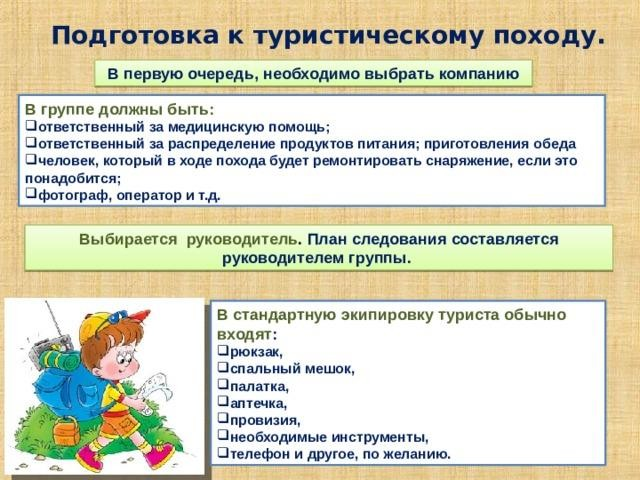 Подготовка к туристическому походу.
В первую очередь, необходимо выбрать компанию
В группе должны быть:
❑ответственный за медицинскую помощь;
❑ответственный за распределение продуктов питания; приготовления обеда
❑человек, который в ходе похода будет ремонтировать снаряжение, если это
понадобится;
❑фотограф, оператор и т.д.
Выбирается руководитель. План следования составляется
руководителем группы.
В стандартную экипировку туриста обычно
входят:
❑рюкзак,
❑спальный мешок,
❑палатка,
❑аптечка,
❑провизия,
❑необходимые инструменты,
❑телефон и другое, по желанию.